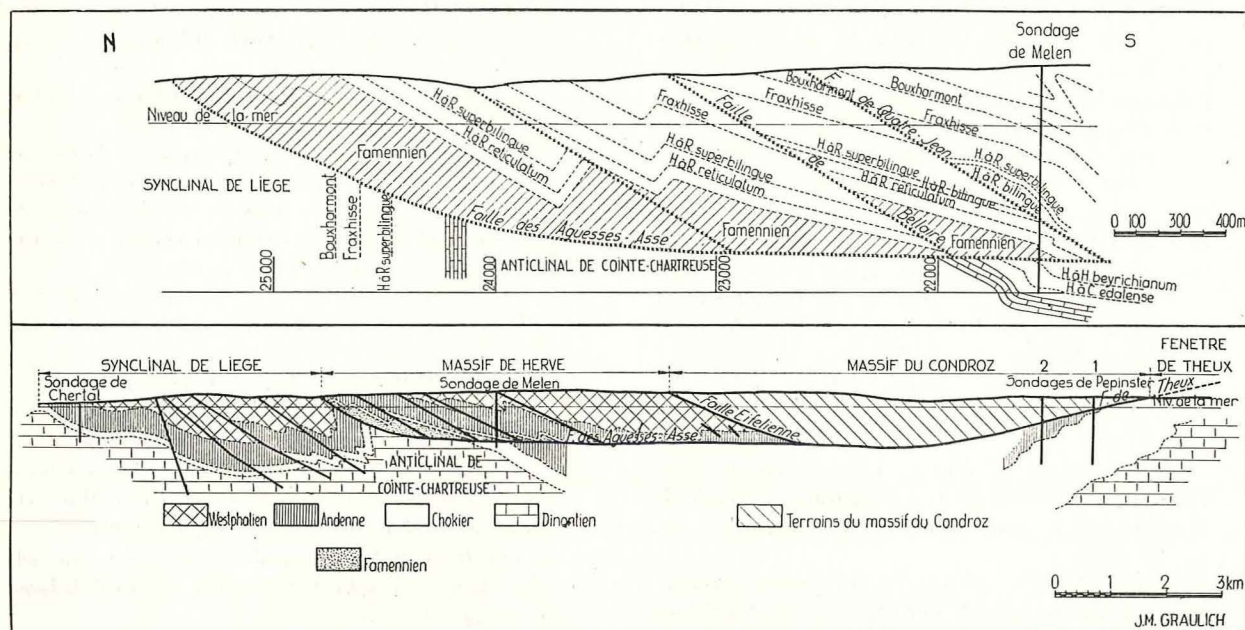 N
S
Sondage
de Melen
Niveau de la mer
SYNCLINAL DE LIEGE
Bouxharmont
Fraxhisse
H.à R. superbilingue
Famennien
H.à R. superbilingue
H.à R. reticulatum
Faille des Aguesses-Asse
Fraxhisse
H.à R. superbilingue
H.à R. reticulatum
Famennien
Faille de Bellaire
Bouxharmont
Fraxhisse
F. de Quatre Jean
H.à R. superbilingue
H.à R. bilingue
H.à R. reticulatum
Famennien
Bouxharmont
Fraxhisse
H.à R. superbilingue
H.à R. bilingue
H.à H. beyrichianum
H.à C. edalense
ANTICLINAL DE COINTE-CHARTREUSE
25 000
24 000
23 000
22 000
0 100 300 400m
SYNCLINAL DE LIEGE
MASSIF DE HERVE
MASSIF DU CONDROZ
FENETRE
DE THEUX
Sondage de
Chertal
Sondage de Melen
2 1
Sondages de Pepinster
F. de Theux
Niv. de la mer
Faille Eifelienne
F. des Aguesses-Asse
ANTICLINAL DE
COINTE-CHARTREUSE
Westphalien
Andenne
Chokier
Dinantien
Terrains du massif du Condroz
Famennien
0 1 2 3km
J.M. GRAULICH